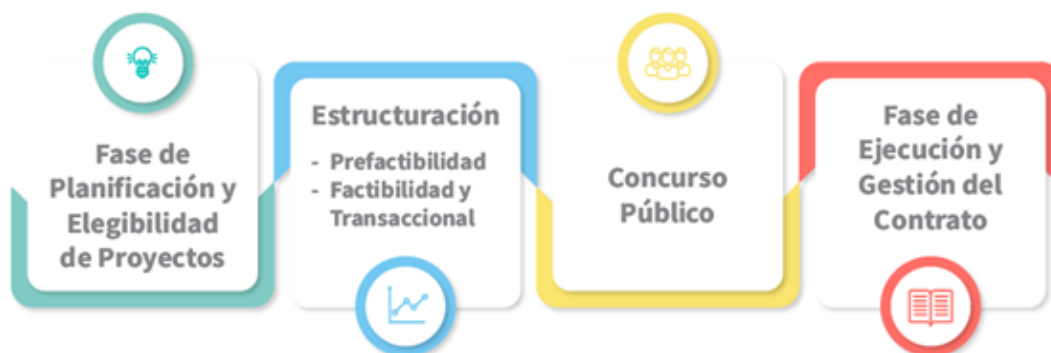 Fase de
Planificación y
Elegibilidad
de Proyectos
Estructuración
- Prefactibilidad
- Factibilidad y
Transaccional
Concurso
Público
Fase de
Ejecución y
Gestión del
Contrato